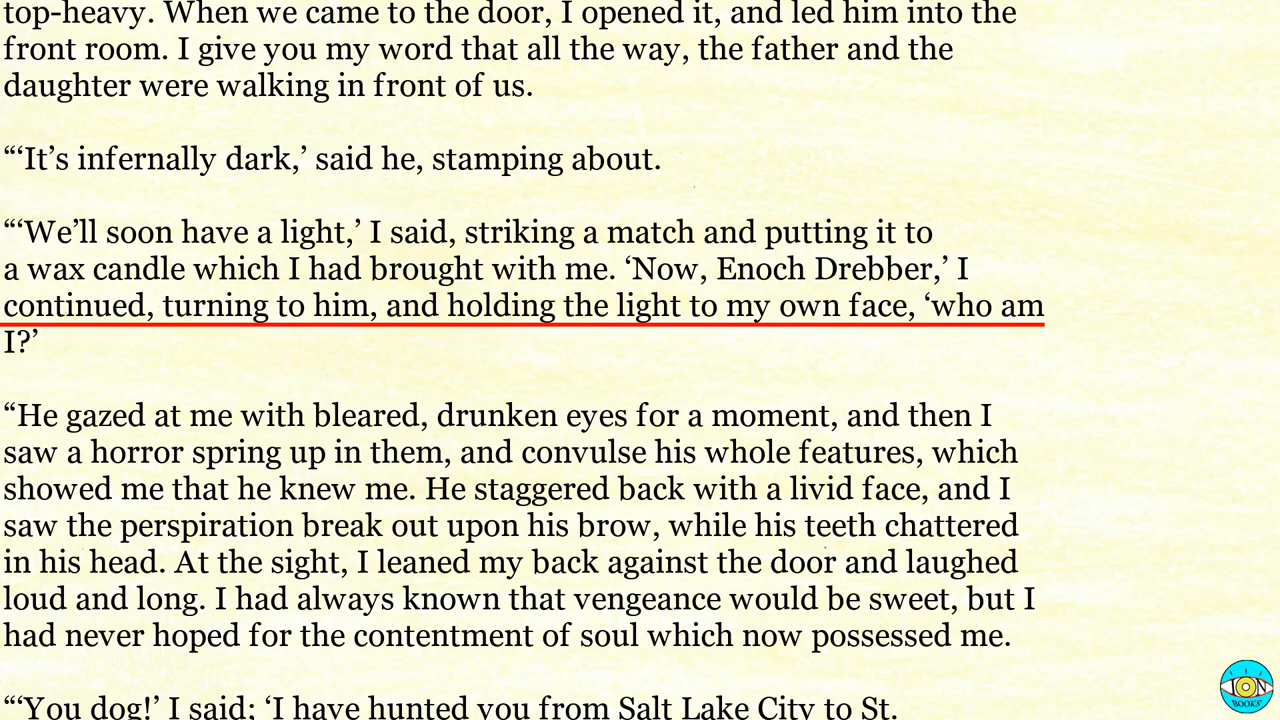 top-heavy. When we came to the door, I opened it, and led him into the
front room. I give you my word that all the way, the father and the
daughter were walking in front of us.
“‘It’s infernally dark,’ said he, stamping about.
“‘We’ll soon have a light,’ I said, striking a match and putting it to
a wax candle which I had brought with me. ‘Now, Enoch Drebber,’ I
continued, turning to him, and holding the light to my own face, ‘who am
I?’
“He gazed at me with bleared, drunken eyes for a moment, and then I
saw a horror spring up in them, and convulse his whole features, which
showed me that he knew me. He staggered back with a livid face, and I
saw the perspiration break out upon his brow, while his teeth chattered
in his head. At the sight, I leaned my back against the door and laughed
loud and long. I had always known that vengeance would be sweet, but I
had never hoped for the contentment of soul which now possessed me.
“‘You dog!’ I said; ‘I have hunted you from Salt Lake City to St.
ION
BOOKS